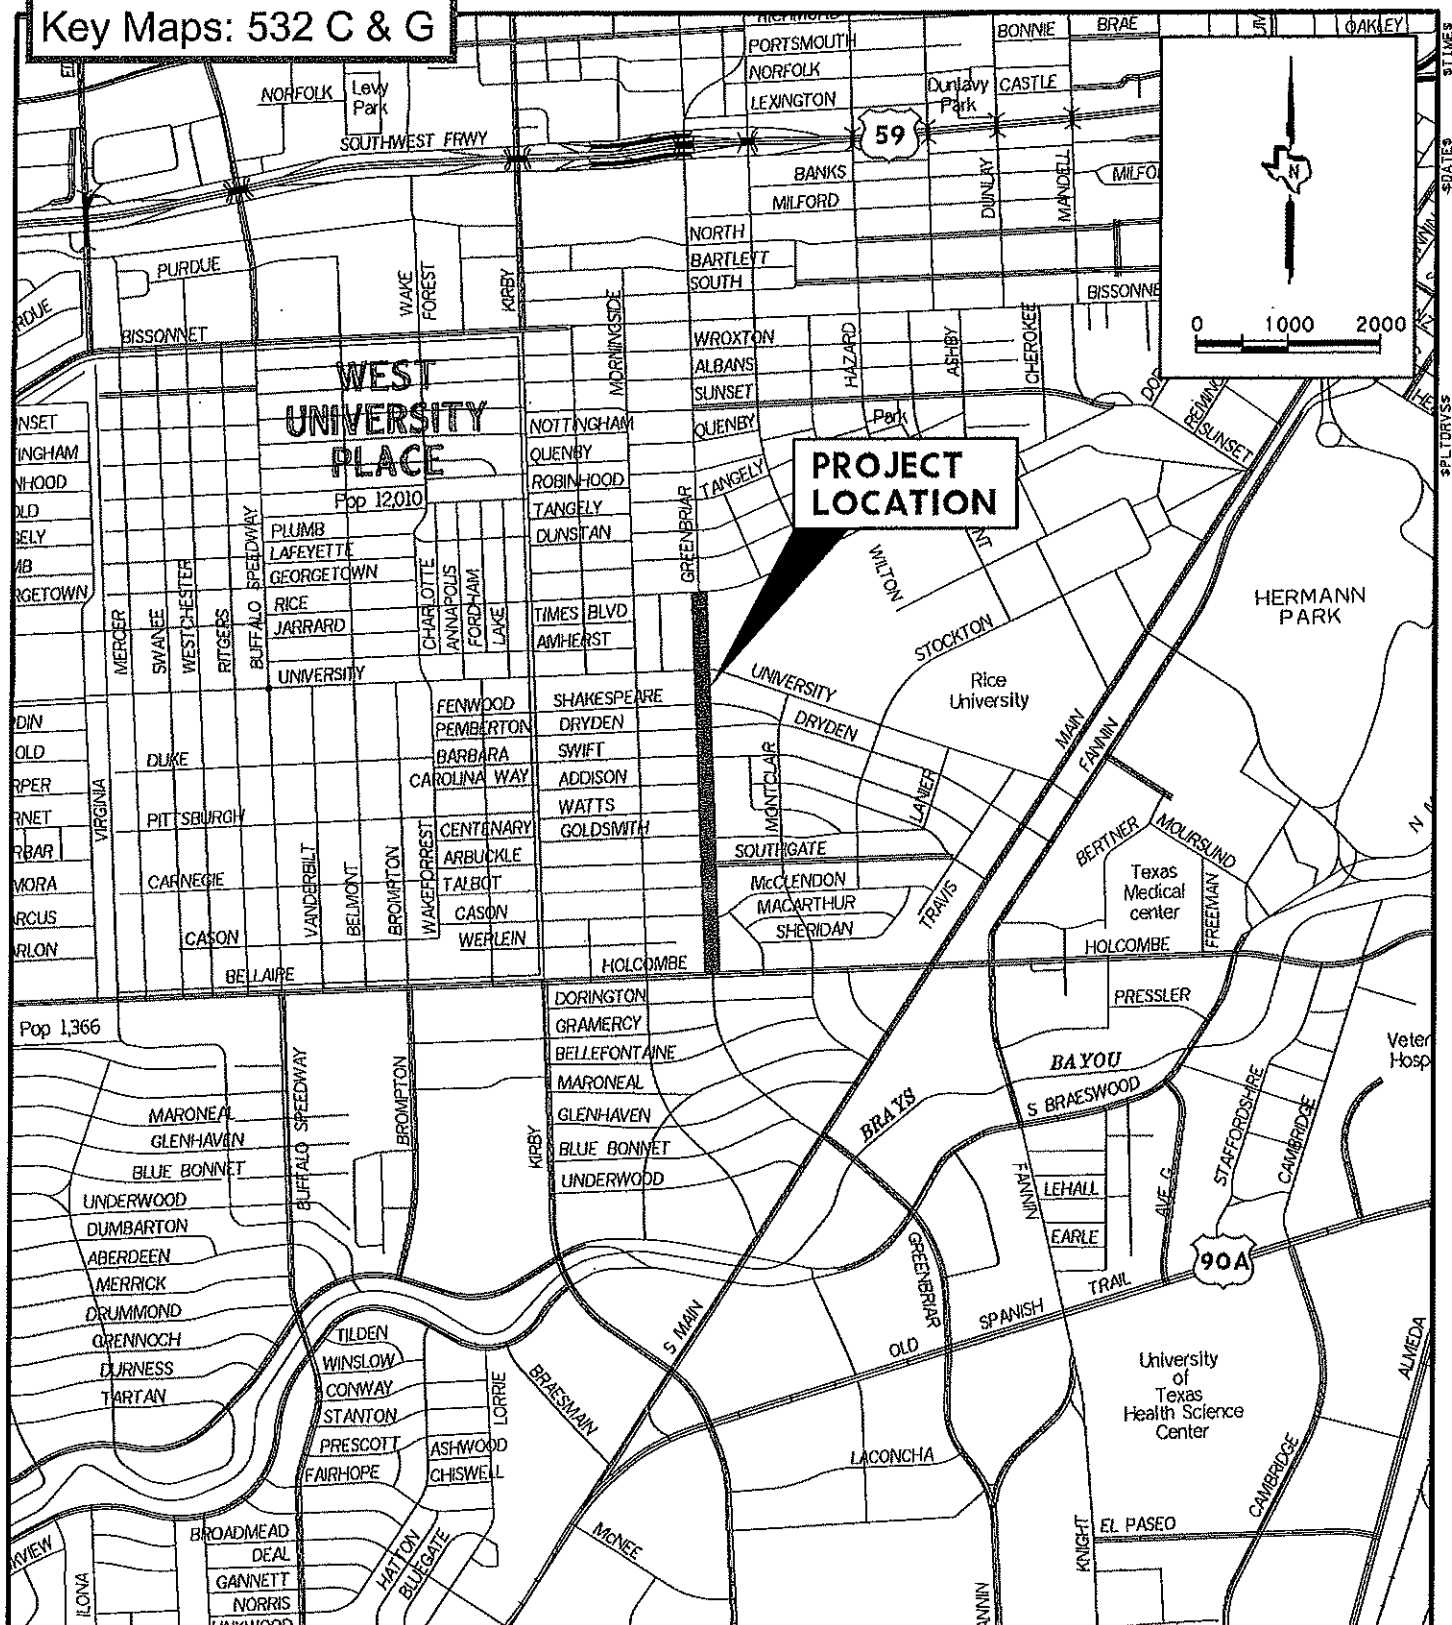 Key Maps: 532 C & G
PORTSMOUTH
NORFOLK
LEXINGTON
BONNIE BRAE
OAKLEY
NORFOLK
Levy
Park
Dunlavy
Park
CASTLE
SOUTHWEST FRWY
59
BANKS
MILFORD
DUNLAY
MANDELL
NORTH
BARTLETT
SOUTH
PURDUE
WAKE
FOREST
KIRBY
MORNINGSIDE
BISSONNET
N
0 1000 2000
WEST
UNIVERSITY
PLACE
Pop 12,010
WROXTON
ALBANS
SUNSET
QUENBY
HAZARD
ASHBY
CHEROKEE
Park
SUNSET
NOTTINGHAM
QUENBY
ROBINHOOD
TANGELY
DUNSTAN
GREENBRIAR
TANGELY
PROJECT
LOCATION
WILTON
STOCKTON
HERMANN
PARK
PLUMB
LAFEYETTE
GEORGETOWN
RICE
JARRARD
UNIVERSITY
MERCER
SWANEE
WESTCHESTER
RITGERS
BUFFALO SPEEDWAY
CHARLOTTE
ANNAPOLIS
FORDHAM
LAKE
TIMES BLVD
AMHERST
Rice
University
UNIVERSITY
DRYDEN
MAIN
FANNIN
FENWOOD
PEMBERTON
BARBARA
CAROLINA WAY
CENTENARY
ARBUCKLE
TALBOT
CASON
WERLEIN
SHAKESPEARE
DRYDEN
SWIFT
ADDISON
WATTS
GOLDSMITH
MONTCLAIR
LANIER
DUKE
PITTSBURGH
CARNEGIE
CASON
VIRGINIA
VANDERBILT
BELMONT
BROMPTON
WAKEFORREST
SOUTHGATE
McCLENDON
MACARTHUR
SHERIDAN
TRAVIS
BERTNER
MOURSUND
Texas
Medical
center
FREEMAN
HOLCOMBE
BELLAIRE
HOLCOMBE
Pop 1,366
DORINGTON
GRAMERCY
BELLEFONTAINE
MARONEAL
GLENHAVEN
BLUE BONNET
UNDERWOOD
PRESSLER
BRAYS
BAYOU
S BRAESWOOD
STAFFORDSHIRE
CAMBRIDGE
MARONEAL
GLENHAVEN
BLUE BONNET
UNDERWOOD
DUMBARTON
ABERDEEN
MERRICK
DRUMMOND
GRENNOCH
DURNESS
TARTAN
BUFFALO SPEEDWAY
BROMPTON
KIRBY
FANNIN
LEHALL
EARLE
AVE G
90A
GREENBRIAR
OLD SPANISH TRAIL
S MAIN
TILDEN
WINSLOW
CONWAY
STANTON
PRESCOTT
FAIRHOPE
LORRIE
ASHWOOD
CHISWELL
BRAESMAIN
LACONCHA
University
of
Texas
Health Science
Center
ALMEDA
CAMBRIDGE
KNIGHT
EL PASEO
McNEE
BROADMEAD
DEAL
GANNETT
NORRIS
HATTON
BLUEGATE
ILONA